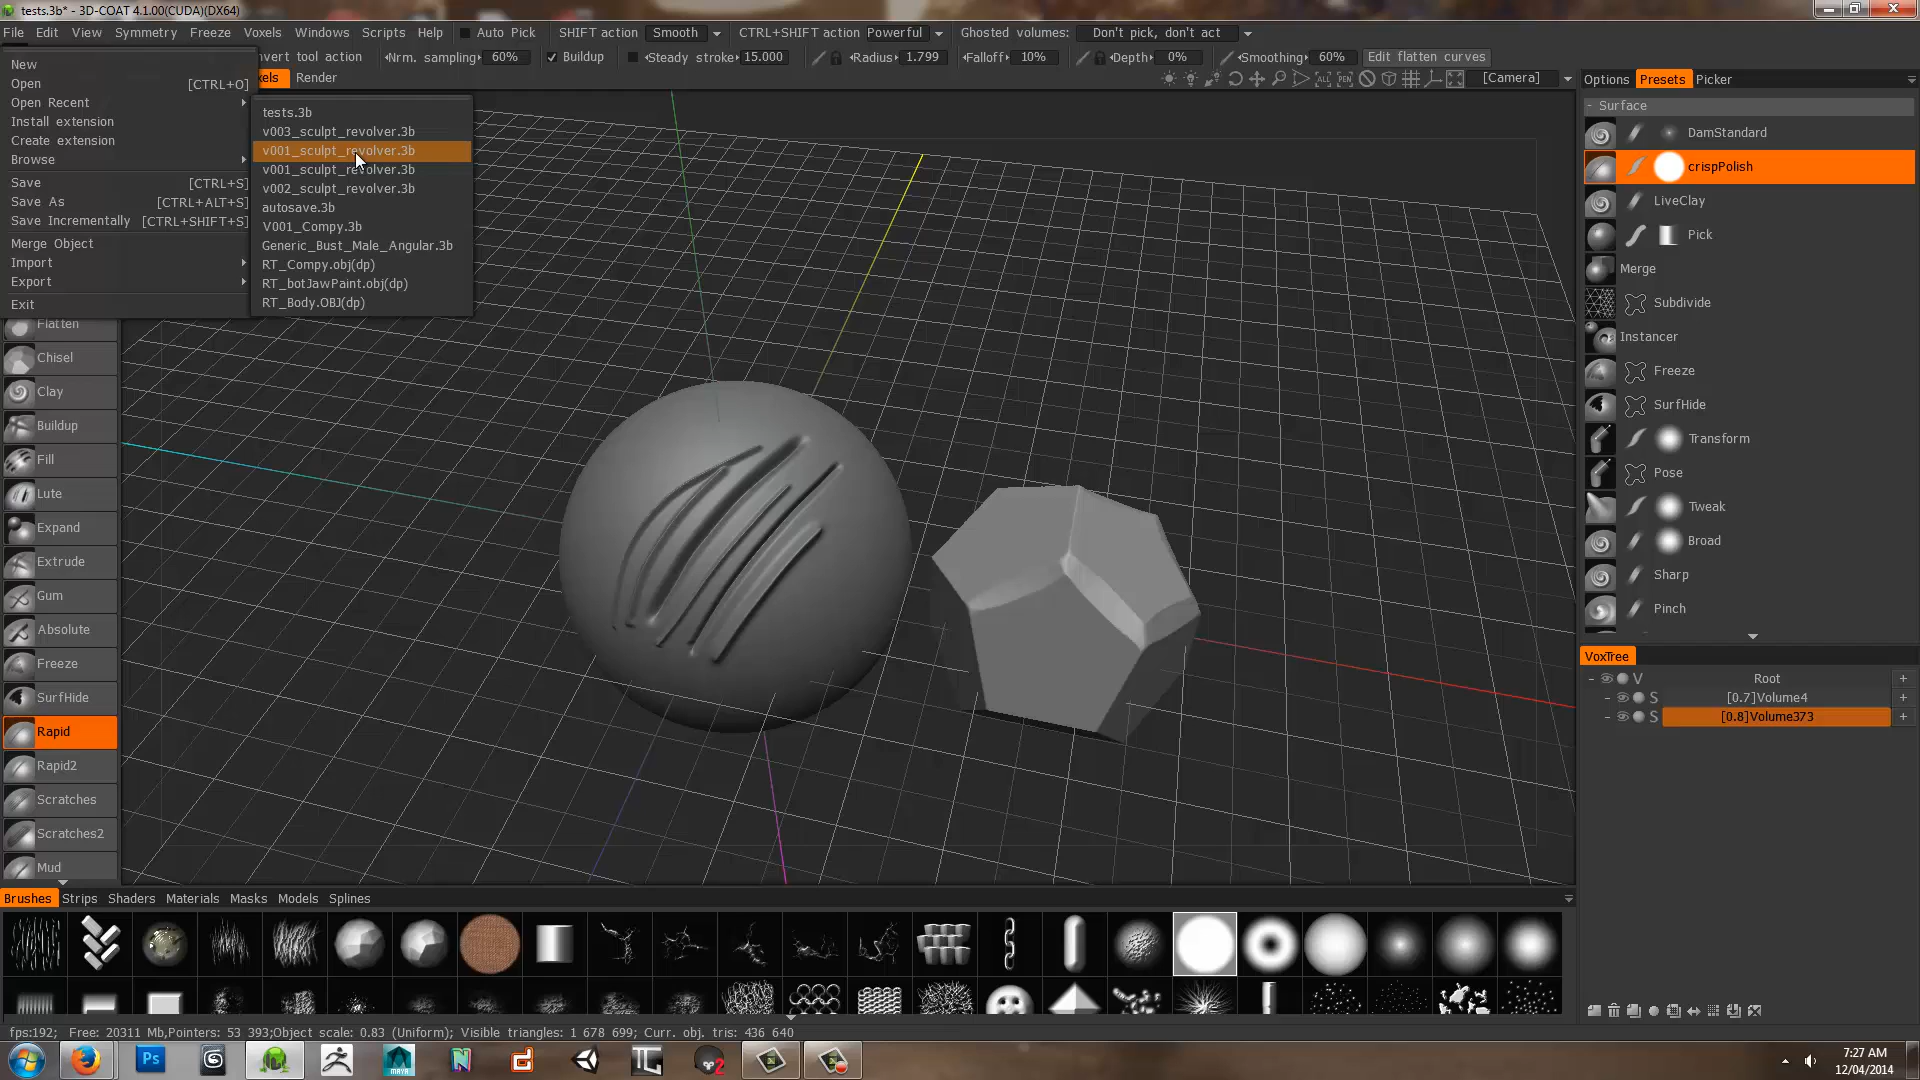 tests.3b* - 3D-COAT 4.1.00(CUDA)(DX64)
File Edit View Symmetry Freeze Voxels Windows Scripts Help Auto Pick SHIFT action Smooth CTRL+SHIFT action Powerful Ghosted volumes: Don't pick, don't act
nvert tool action Nrm. sampling 60% Buildup Steady stroke 15.000 Radius 1.799 Falloff 10% Depth 0% Smoothing 60% Edit flatten curves
xels Render [Camera]
New
Open [CTRL+O]
Open Recent
Install extension
Create extension
Browse
Save [CTRL+S]
Save As [CTRL+ALT+S]
Save Incrementally [CTRL+SHIFT+S]
Merge Object
Import
Export
Exit
tests.3b
v003_sculpt_revolver.3b
v001_sculpt_revolver.3b
v001_sculpt_revolver.3b
v002_sculpt_revolver.3b
autosave.3b
V001_Compy.3b
Generic_Bust_Male_Angular.3b
RT_Compy.obj(dp)
RT_botJawPaint.obj(dp)
RT_Body.OBJ(dp)
Flatten
Chisel
Clay
Buildup
Fill
Lute
Expand
Extrude
Gum
Absolute
Freeze
SurfHide
Rapid
Rapid2
Scratches
Scratches2
Mud
Options Presets Picker
- Surface
DamStandard
crispPolish
LiveClay
Pick
Merge
Subdivide
Instancer
Freeze
SurfHide
Transform
Pose
Tweak
Broad
Sharp
Pinch
VoxTree
V Root +
S [0.7]Volume4 +
S [0.8]Volume373 +
Brushes Strips Shaders Materials Masks Models Splines
fps:192; Free: 20311 Mb,Pointers: 53 393;Object scale: 0.83 (Uniform); Visible triangles: 1 678 699; Curr. obj. tris: 436 640
Ps
MAYA
7:27 AM
12/04/2014